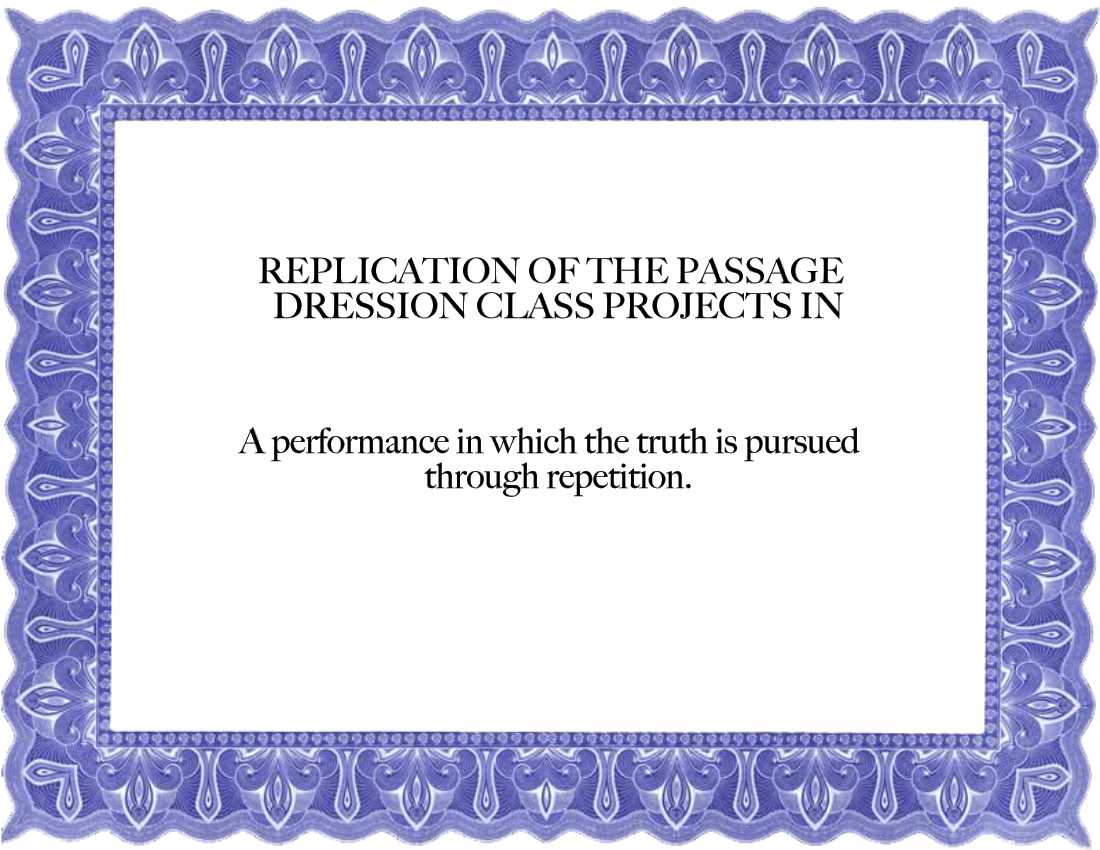 REPLICATION OF THE PASSAGE
DRESSION CLASS PROJECTS IN
A performance in which the truth is pursued
through repetition.